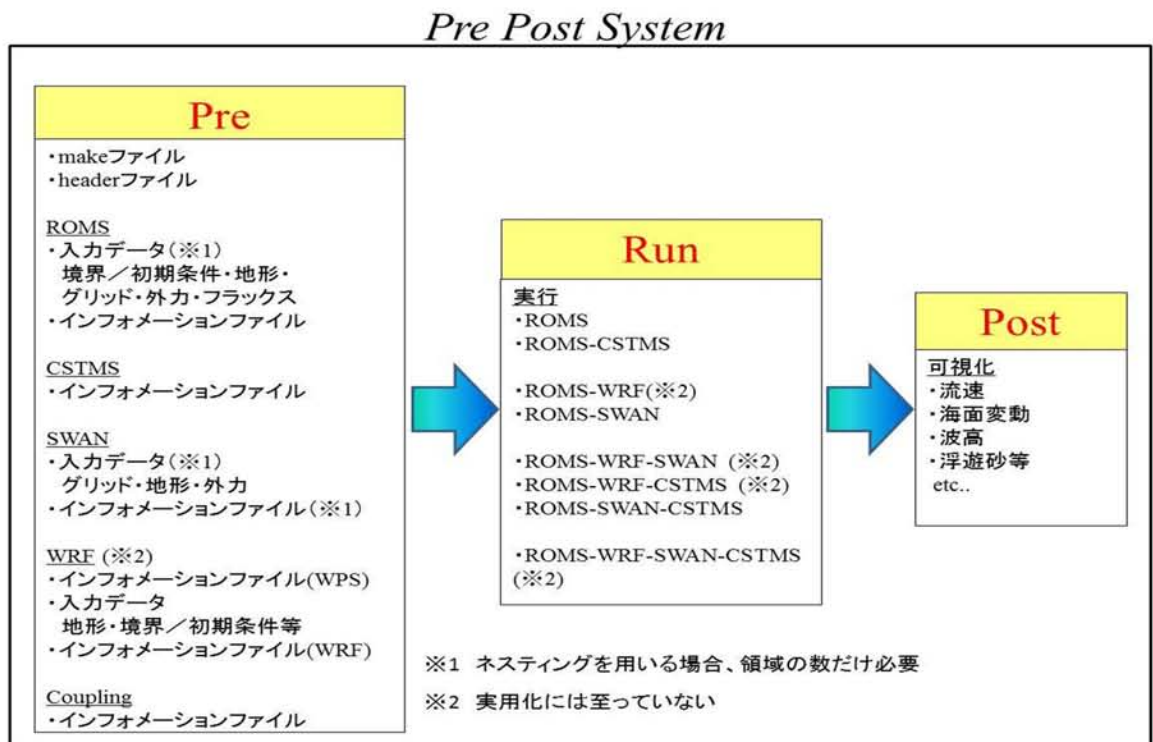 Pre Post System
Pre
・makeファイル
・headerファイル
ROMS
・入力データ(※1)
境界／初期条件・地形・
グリッド・外力・フラックス
・インフォメーションファイル
CSTMS
・インフォメーションファイル
SWAN
・入力データ(※1)
グリッド・地形・外力
・インフォメーションファイル(※1)
WRF (※2)
・インフォメーションファイル(WPS)
・入力データ
地形・境界／初期条件等
・インフォメーションファイル(WRF)
Coupling
・インフォメーションファイル
Run
実行
・ROMS
・ROMS-CSTMS
・ROMS-WRF(※2)
・ROMS-SWAN
・ROMS-WRF-SWAN (※2)
・ROMS-WRF-CSTMS (※2)
・ROMS-SWAN-CSTMS
・ROMS-WRF-SWAN-CSTMS
(※2)
Post
可視化
・流速
・海面変動
・波高
・浮遊砂等
etc..
※1 ネスティングを用いる場合、領域の数だけ必要
※2 実用化には至っていない